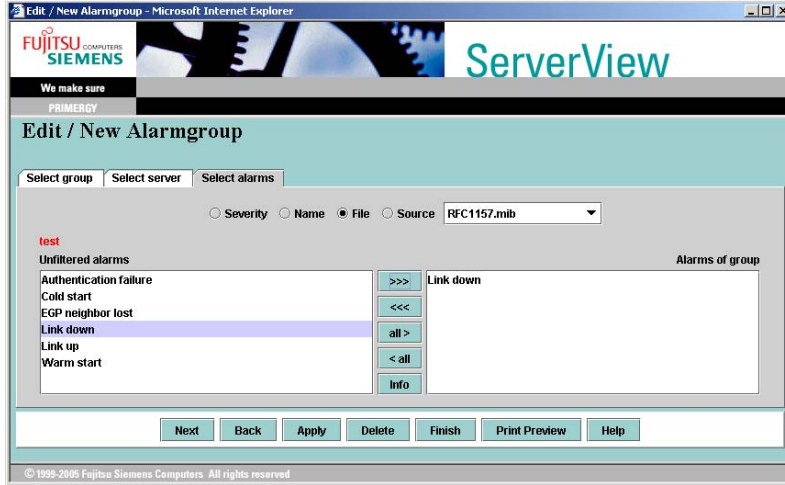 Edit / New Alarmgroup - Microsoft Internet Explorer
FUJITSU COMPUTERS
SIEMENS
ServerView
We make sure
PRIMERGY
Edit / New Alarmgroup
Select group Select server Select alarms
Severity Name File Source RFC1157.mib
test
Unfiltered alarms Alarms of group
Authentication failure >>> Link down
Cold start
EGP neighbor lost <<<
Link down all >
Link up
Warm start < all
Info
Next Back Apply Delete Finish Print Preview Help
© 1999-2005 Fujitsu Siemens Computers All rights reserved